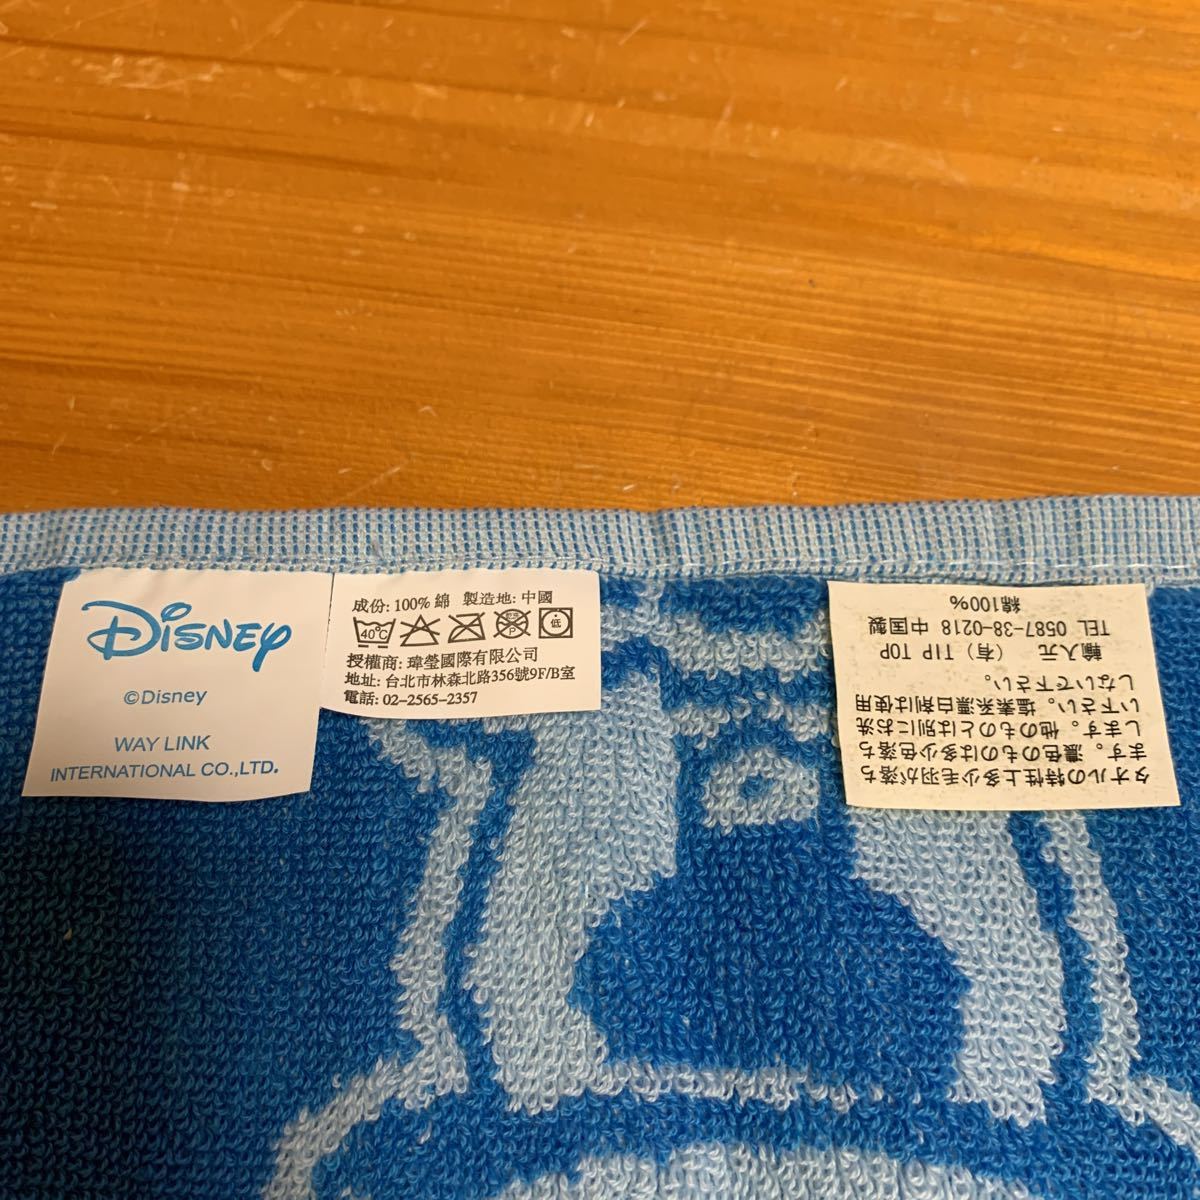 Disney
©Disney
WAY LINK
INTERNATIONAL CO.,LTD.
成份: 100% 綿 製造地: 中國
40℃ P 低
授權商: 瑋瑩國際有限公司
地址: 台北市林森北路356號9F/B室
電話: 02-2565-2357
タオルの特性上多少毛羽が落ち
ます。濃色のものは多少色落ち
します。他のものとは別にお洗
い下さい。塩素系漂白剤は使用
しないで下さい。
輸入元 (有)TIP TOP
TEL 0587-38-0218 中国製
綿100%